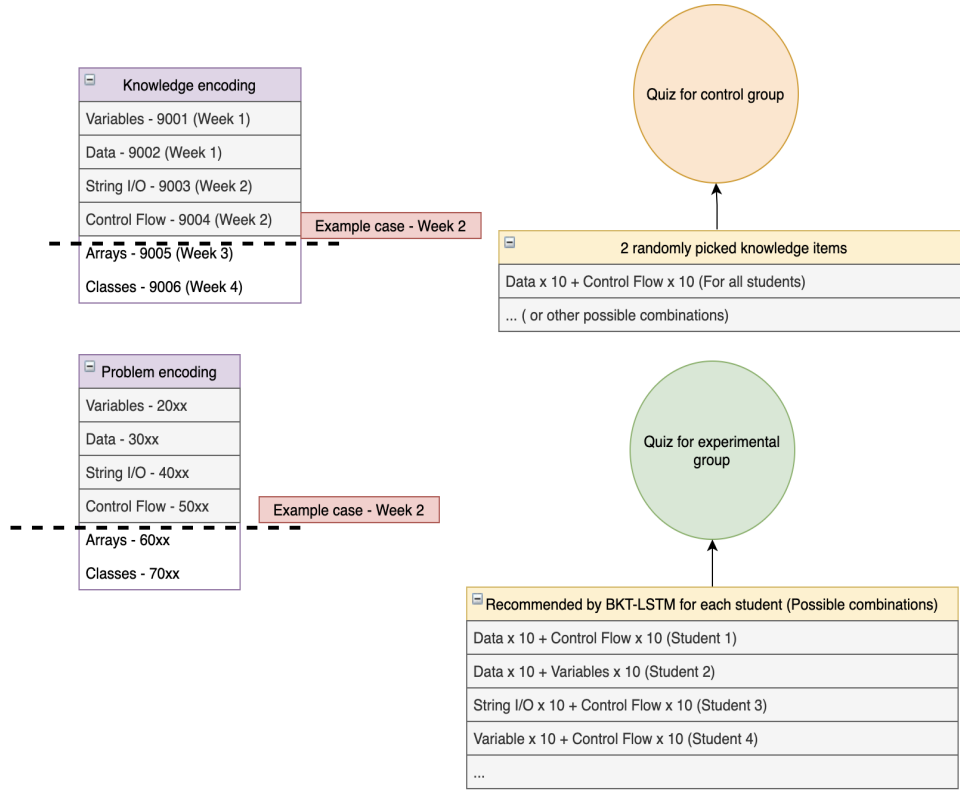 Knowledge encoding
Variables - 9001 (Week 1)
Data - 9002 (Week 1)
String I/O - 9003 (Week 2)
Control Flow - 9004 (Week 2)
Example case - Week 2
Arrays - 9005 (Week 3)
Classes - 9006 (Week 4)
Quiz for control group
2 randomly picked knowledge items
Data x 10 + Control Flow x 10 (For all students)
... ( or other possible combinations)
Problem encoding
Variables - 20xx
Data - 30xx
String I/O - 40xx
Control Flow - 50xx
Example case - Week 2
Arrays - 60xx
Classes - 70xx
Quiz for experimental
group
Recommended by BKT-LSTM for each student (Possible combinations)
Data x 10 + Control Flow x 10 (Student 1)
Data x 10 + Variables x 10 (Student 2)
String I/O x 10 + Control Flow x 10 (Student 3)
Variable x 10 + Control Flow x 10 (Student 4)
...